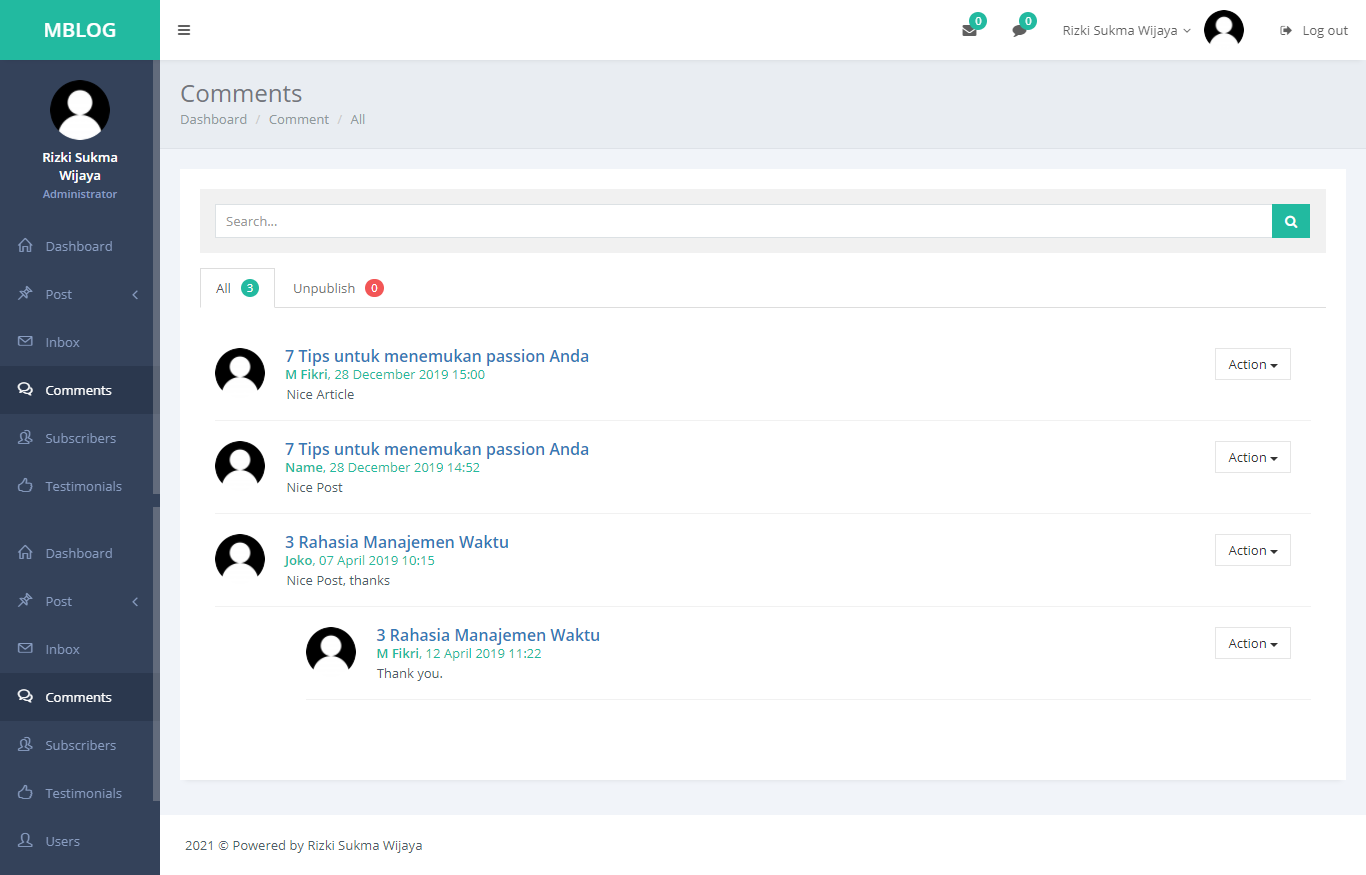 MBLOG
0
0
Rizki Sukma Wijaya
Log out
Rizki Sukma
Wijaya
Administrator
Dashboard
Post
Inbox
Comments
Subscribers
Testimonials
Dashboard
Post
Inbox
Comments
Subscribers
Testimonials
Users
Comments
Dashboard / Comment / All
Search...
All 3
Unpublish 0
7 Tips untuk menemukan passion Anda
M Fikri, 28 December 2019 15:00
Nice Article
Action
7 Tips untuk menemukan passion Anda
Name, 28 December 2019 14:52
Nice Post
Action
3 Rahasia Manajemen Waktu
Joko, 07 April 2019 10:15
Nice Post, thanks
Action
3 Rahasia Manajemen Waktu
M Fikri, 12 April 2019 11:22
Thank you.
Action
2021 © Powered by Rizki Sukma Wijaya